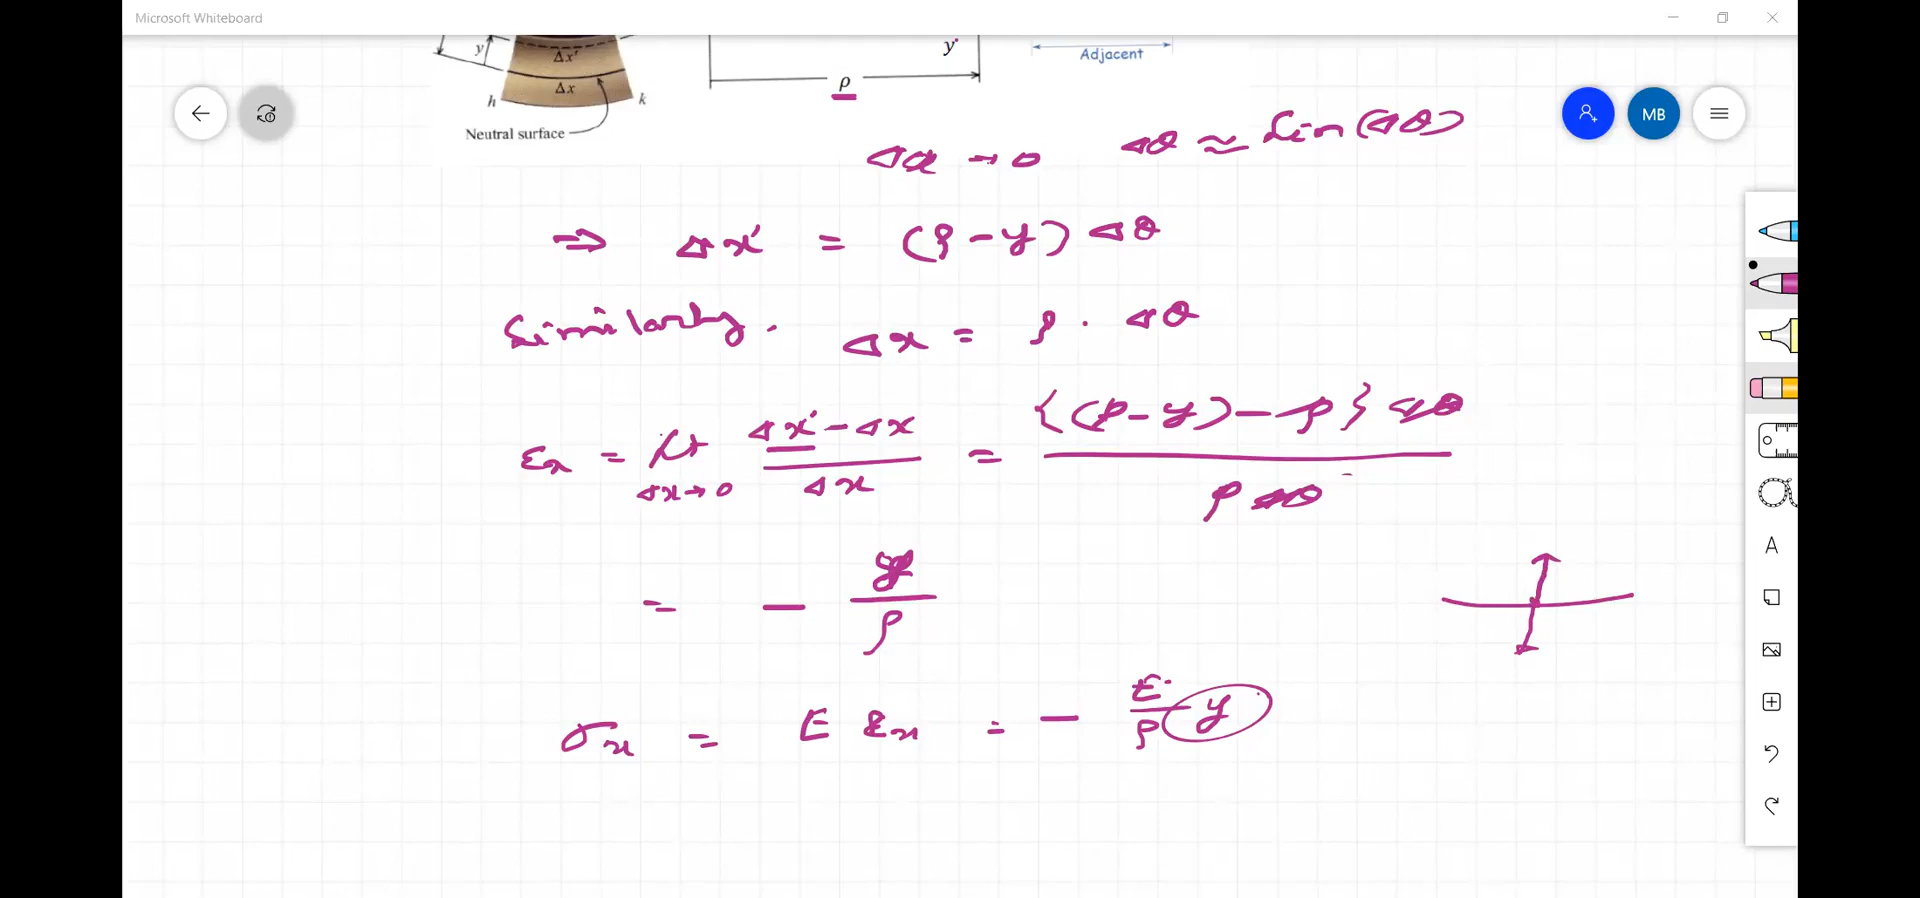 Microsoft Whiteboard
y
Δx'
Δx
h
k
Neutral surface
y
ρ
Adjacent
MB
Δx → 0 Δθ ≈ Sin(Δθ)
⇒ Δx' = (ρ - y) Δθ
Similarly. Δx = ρ . Δθ
εx = Lt Δx→0 (Δx' - Δx) / Δx = {(ρ - y) - ρ} Δθ / ρ Δθ
= - y / ρ
σx = E εx = - E/ρ y
A